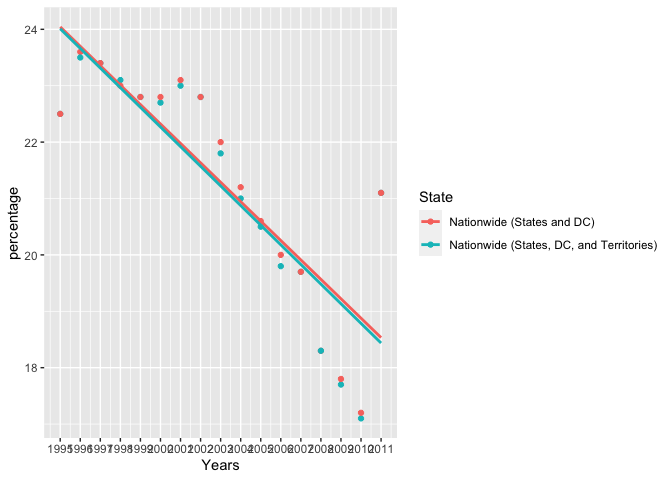 24
22
20
18
percentage
1995 1996 1997 1998 1999 2000 2001 2002 2003 2004 2005 2006 2007 2008 2009 2010 2011
Years
State
Nationwide (States and DC)
Nationwide (States, DC, and Territories)